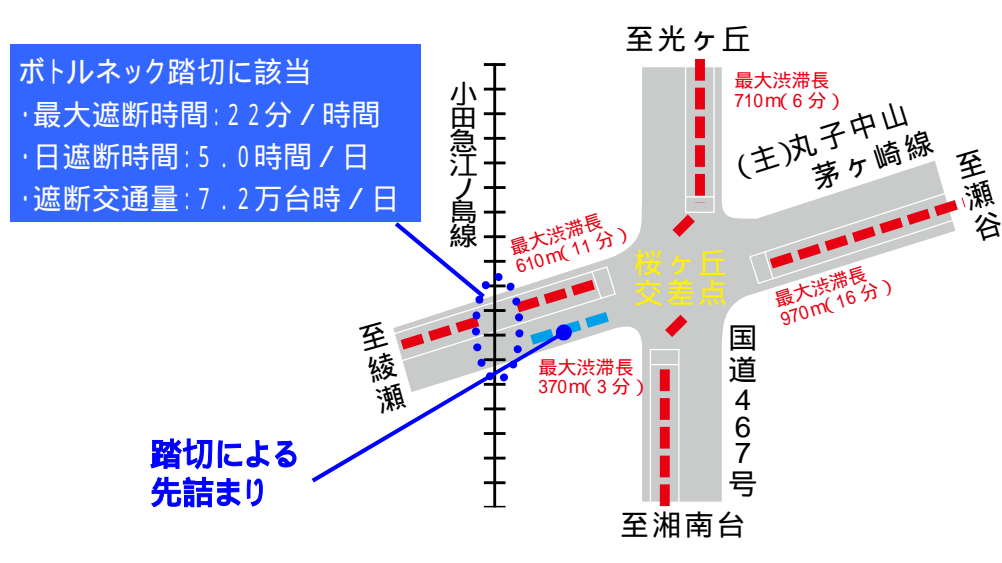 ボトルネック踏切に該当
・最大遮断時間:22分/時間
・日遮断時間:5.0時間/日
・遮断交通量:7.2万台時/日
小田急江ノ島線
至光ヶ丘
最大渋滞長
710m(6分)
(主)丸子中山
茅ヶ崎線
至瀬谷
最大渋滞長
610m(11分)
桜ヶ丘
交差点
最大渋滞長
970m(16分)
至綾瀬
最大渋滞長
370m(3分)
国道467号
踏切による
先詰まり
至湘南台